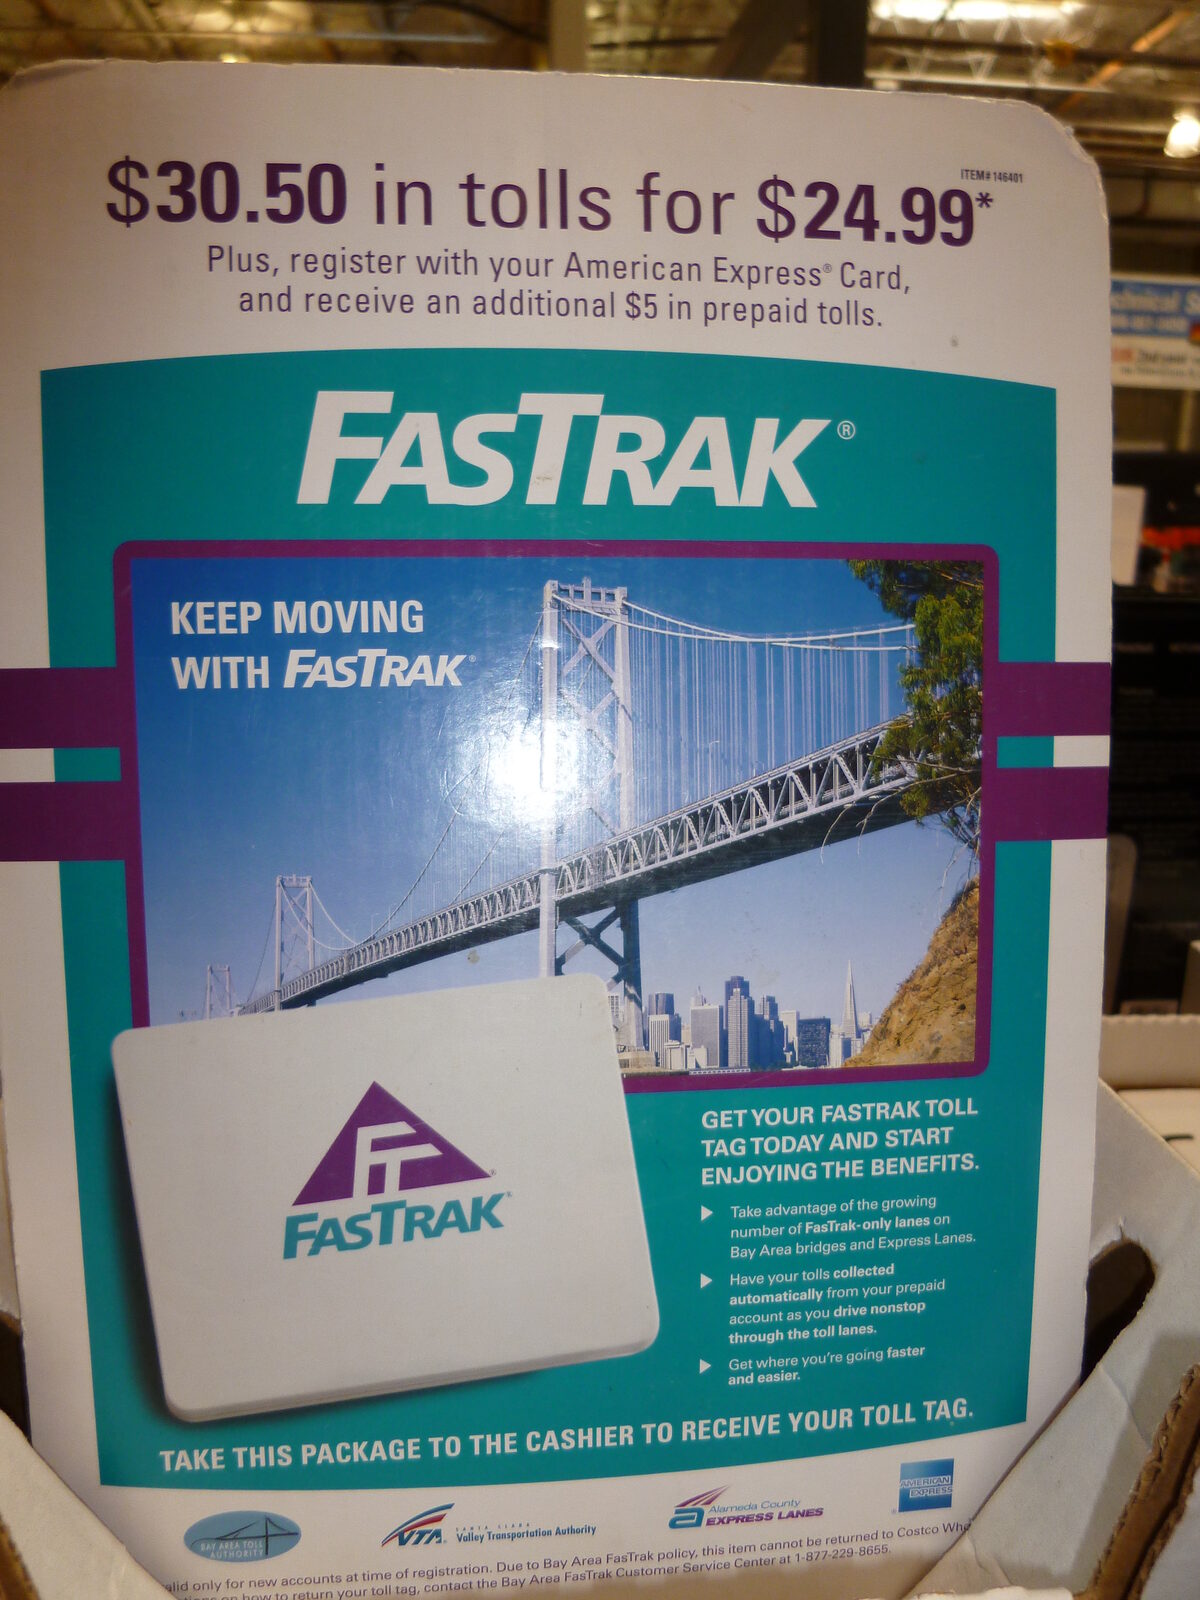 ITEM# 146401
$30.50 in tolls for $24.99*
Plus, register with your American Express® Card,
and receive an additional $5 in prepaid tolls.
FASTRAK®
KEEP MOVING
WITH FASTRAK®
FT®
FASTRAK®
GET YOUR FASTRAK TOLL
TAG TODAY AND START
ENJOYING THE BENEFITS.
Take advantage of the growing
number of FasTrak-only lanes on
Bay Area bridges and Express Lanes.
Have your tolls collected
automatically from your prepaid
account as you drive nonstop
through the toll lanes.
Get where you're going faster
and easier.
TAKE THIS PACKAGE TO THE CASHIER TO RECEIVE YOUR TOLL TAG.
BAY AREA TOLL
AUTHORITY
VTA
SANTA CLARA
Valley Transportation Authority
Alameda County
EXPRESS LANES
AMERICAN
EXPRESS
®
only for new accounts at time of registration. Due to Bay Area FasTrak policy, this item cannot be returned to Costco
on how to return your toll tag, contact the Bay Area FasTrak Customer Service Center at 1-877-229-8655.